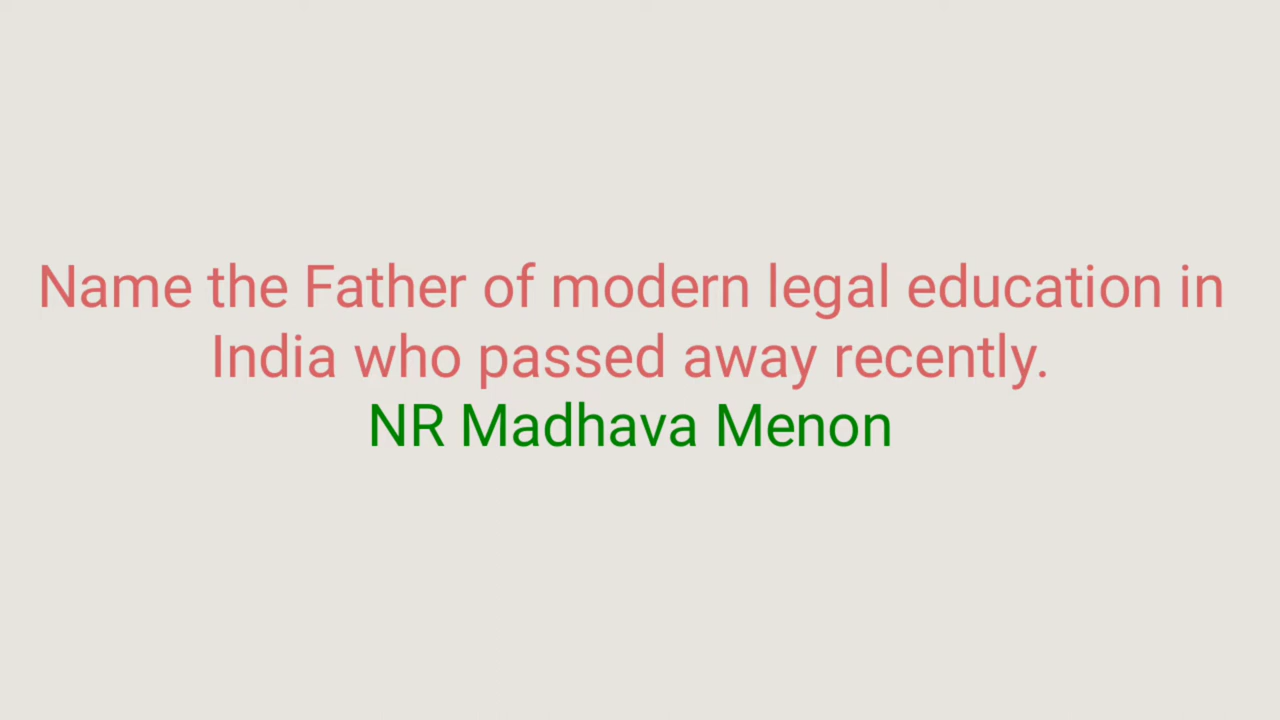 Name the Father of modern legal education in
India who passed away recently.
NR Madhava Menon